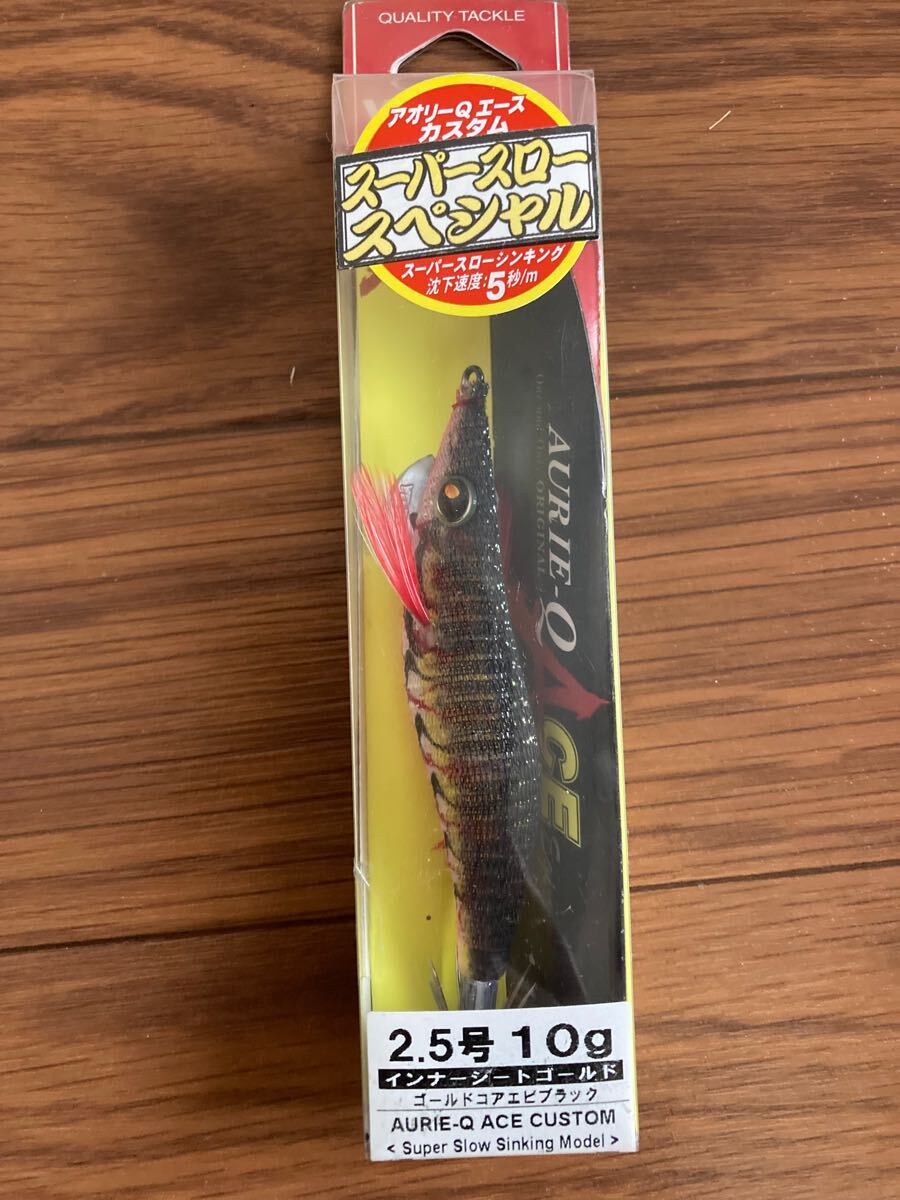 QUALITY TACKLE
アオリーQ エース
カスタム
スーパースロー
スペシャル
スーパースローシンキング
沈下速度:5秒/m
AURIE-Q
ORIGINAL
ACE
2.5号 10g
インナーシートゴールド
ゴールドコアエビブラック
AURIE-Q ACE CUSTOM
< Super Slow Sinking Model >